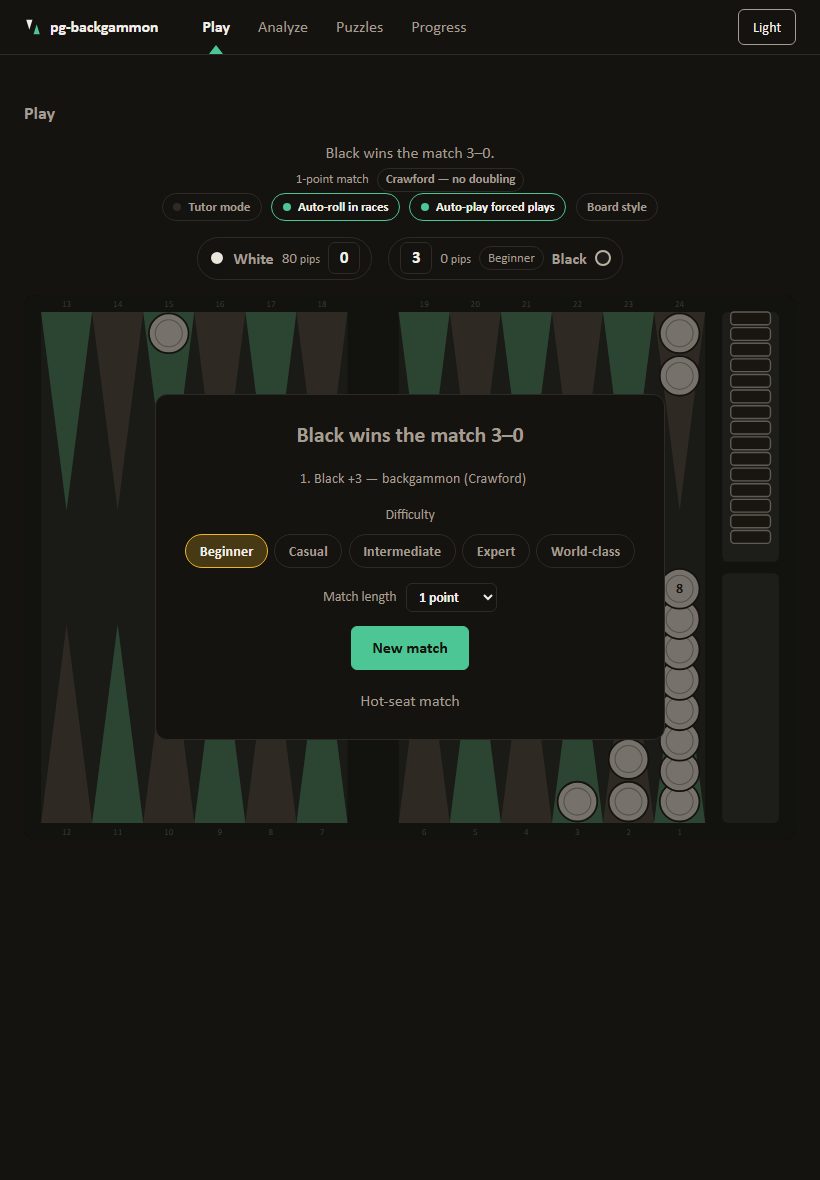 pg-backgammon Play Analyze Puzzles Progress Light
Play
Black wins the match 3–0.
1-point match Crawford — no doubling
Tutor mode Auto-roll in races Auto-play forced plays Board style
White 80 pips 0 3 0 pips Beginner Black
13 14 15 16 17 18 19 20 21 22 23 24
Black wins the match 3–0
1. Black +3 — backgammon (Crawford)
Difficulty
Beginner Casual Intermediate Expert World-class
8
Match length 1 point
New match
Hot-seat match
12 11 10 9 8 7 6 5 4 3 2 1